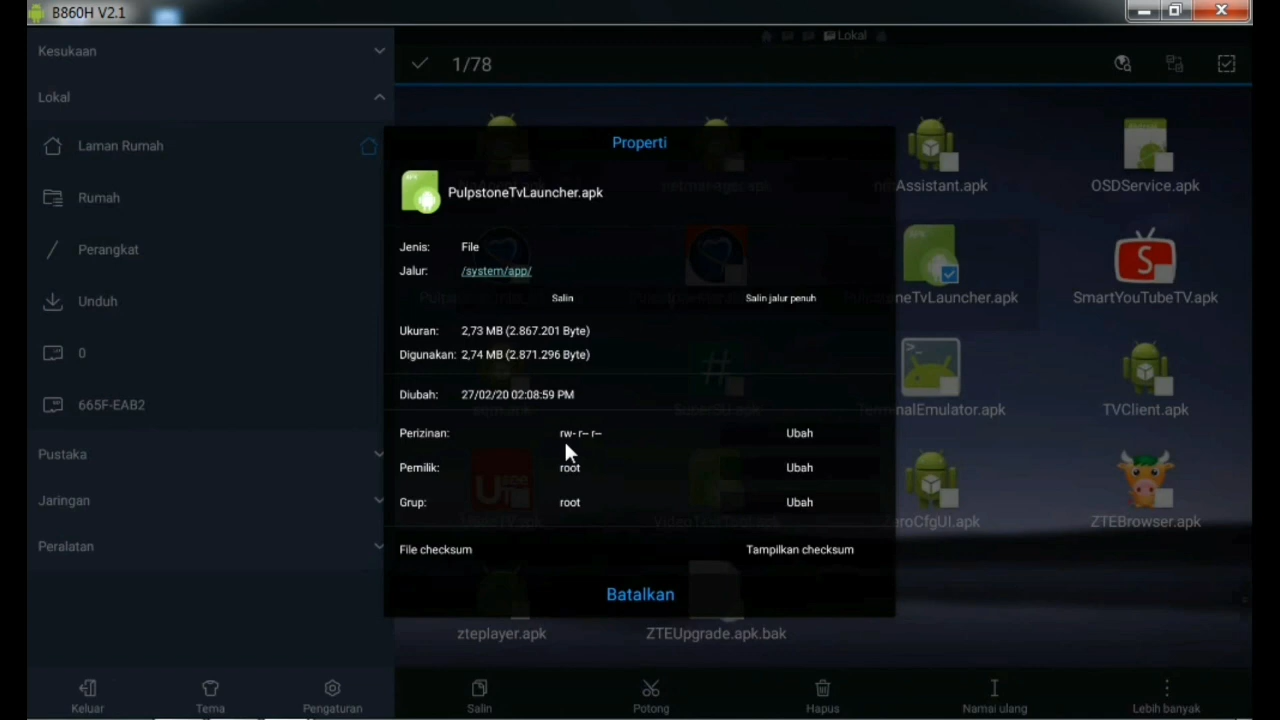 B860H V2.1
Kesukaan
Lokal
Laman Rumah
Rumah
Perangkat
Unduh
0
665F-EAB2
Pustaka
Jaringan
Peralatan
Keluar
Tema
Pengaturan
Lokal
1/78
Assistant.apk
OSDService.apk
neTvLauncher.apk
SmartYouTubeTV.apk
TerminalEmulator.apk
TVClient.apk
SuperSU.apk
ZeroCfgUI.apk
ZTEBrowser.apk
zteplayer.apk
ZTEUpgrade.apk.bak
Properti
PulpstoneTvLauncher.apk
Jenis: File
Jalur: /system/app/
Salin Salin jalur penuh
Ukuran: 2,73 MB (2.867.201 Byte)
Digunakan: 2,74 MB (2.871.296 Byte)
Diubah: 27/02/20 02:08:59 PM
Perizinan: rw- r-- r-- Ubah
Pemilik: root Ubah
Grup: root Ubah
File checksum Tampilkan checksum
Batalkan
Salin
Potong
Hapus
Namai ulang
Lebih banyak